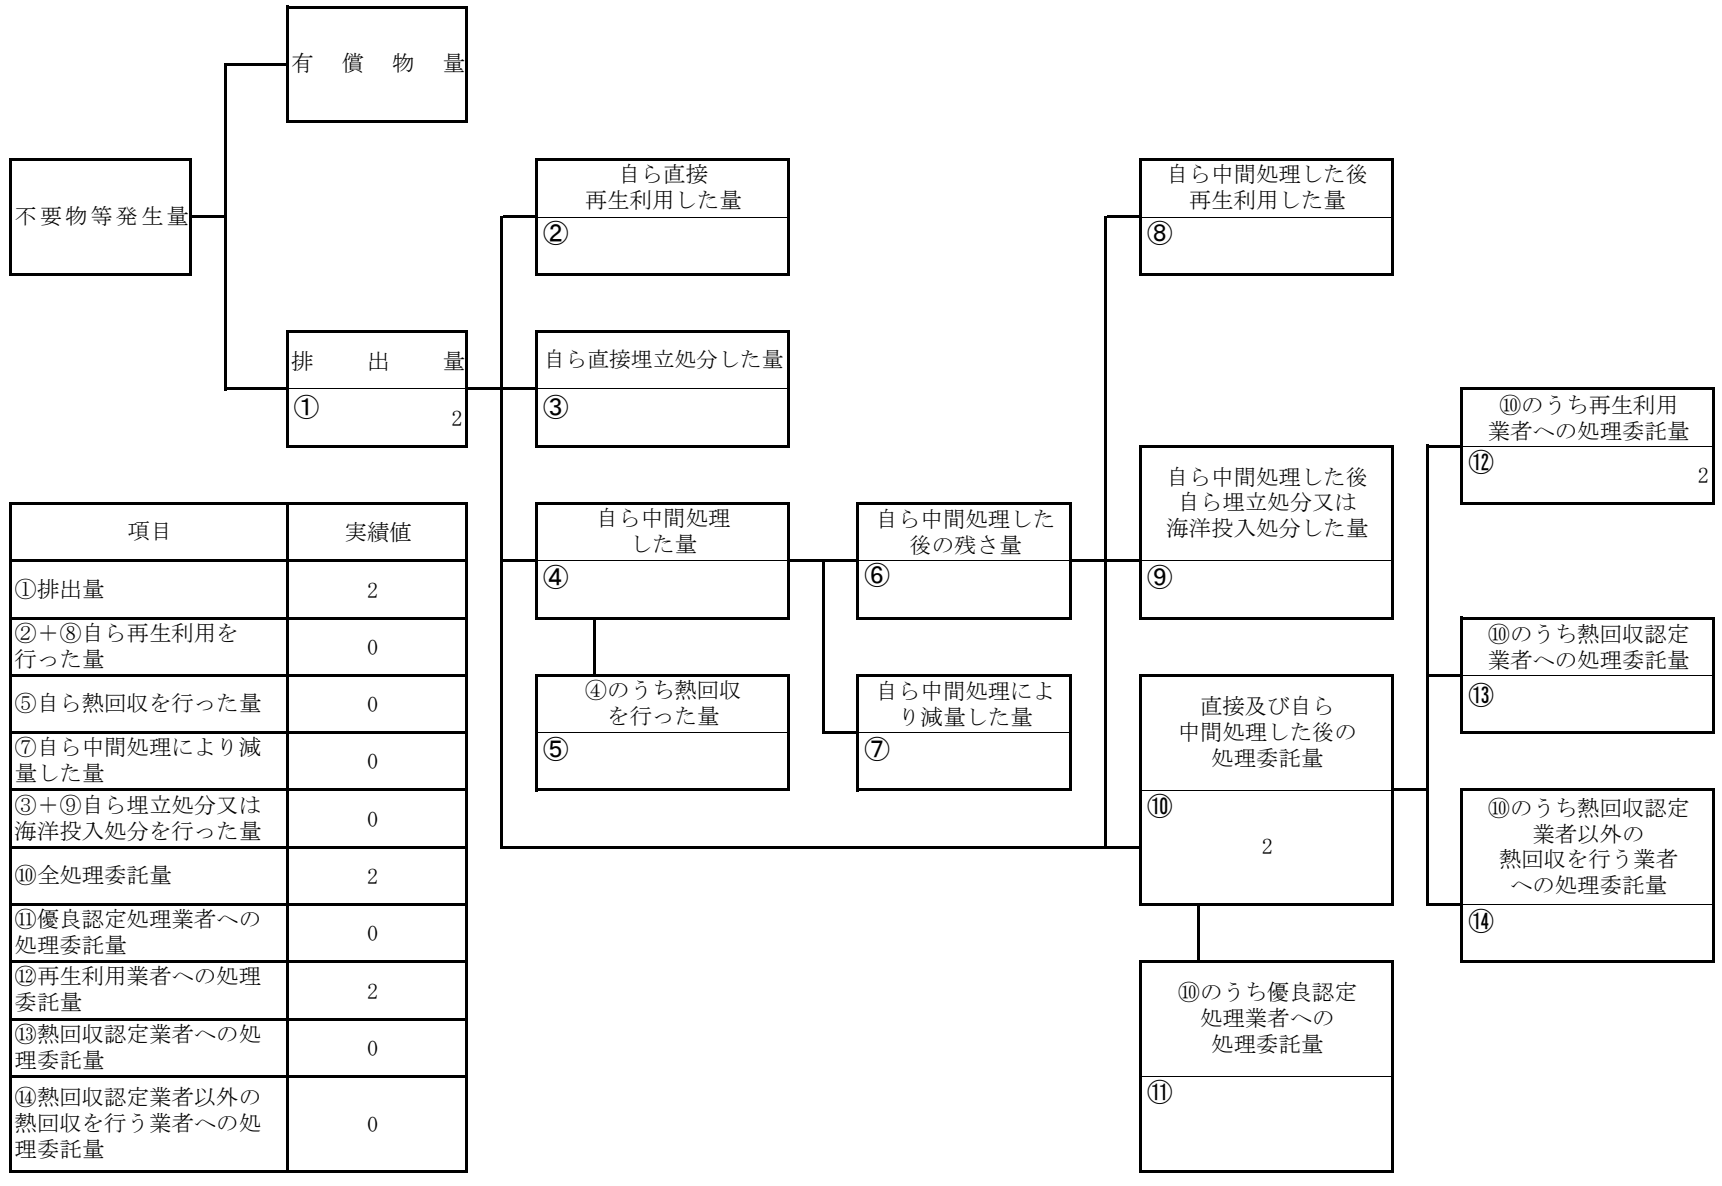 有償物量
不要物等発生量
自ら直接
再生利用した量
②
自ら中間処理した後
再生利用した量
⑧
排出量
①
2
自ら直接埋立処分した量
③
⑩のうち再生利用
業者への処理委託量
⑫
2
自ら中間処理
した量
④
自ら中間処理した
後の残さ量
⑥
自ら中間処理した後
自ら埋立処分又は
海洋投入処分した量
⑨
④のうち熱回収
を行った量
⑤
自ら中間処理によ
り減量した量
⑦
直接及び自ら
中間処理した後の
処理委託量
⑩
2
⑩のうち熱回収認定
業者への処理委託量
⑬
⑩のうち熱回収認定
業者以外の
熱回収を行う業者
への処理委託量
⑭
⑩のうち優良認定
処理業者への
処理委託量
⑪
項目 実績値
①排出量 2
②＋⑧自ら再生利用を
行った量 0
⑤自ら熱回収を行った量 0
⑦自ら中間処理により減
量した量 0
③＋⑨自ら埋立処分又は
海洋投入処分を行った量 0
⑩全処理委託量 2
⑪優良認定処理業者への
処理委託量 0
⑫再生利用業者への処理
委託量 2
⑬熱回収認定業者への処
理委託量 0
⑭熱回収認定業者以外の
熱回収を行う業者への処
理委託量 0